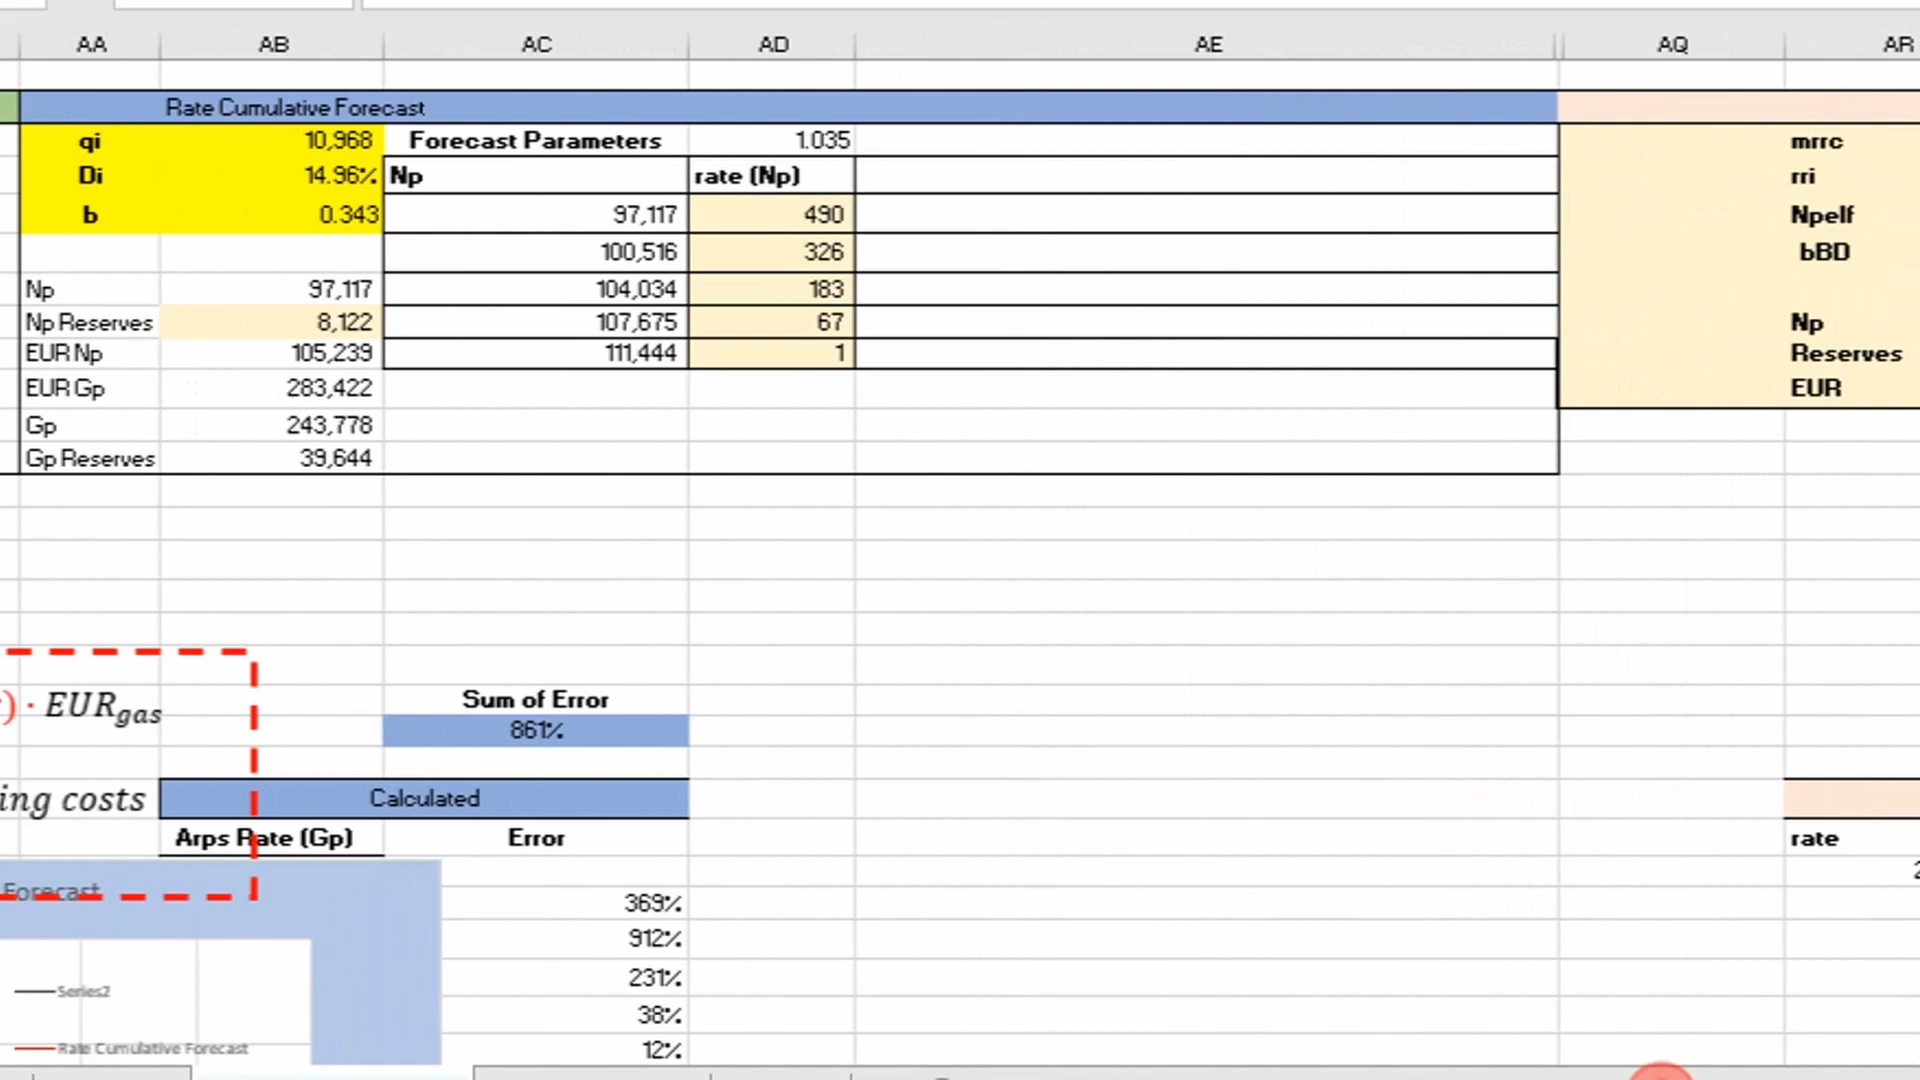 AA AB AC AD AE AQ AR
Rate Cumulative Forecast
qi 10,968 Forecast Parameters 1.035 mrrc
Di 14.96% Np rate (Np) rri
b 0.343 97,117 490 Npelf
100,516 326 bBD
Np 97,117 104,034 183
Np Reserves 8,122 107,675 67 Np
EUR Np 105,239 111,444 1 Reserves
EUR Gp 283,422 EUR
Gp 243,778
Gp Reserves 39,644
Sum of Error
) · EURgas
861%
ing costs Calculated
Arps Rate (Gp) Error rate
Forecast
369%
912%
231%
Series2
38%
Rate Cumulative Forecast 12%